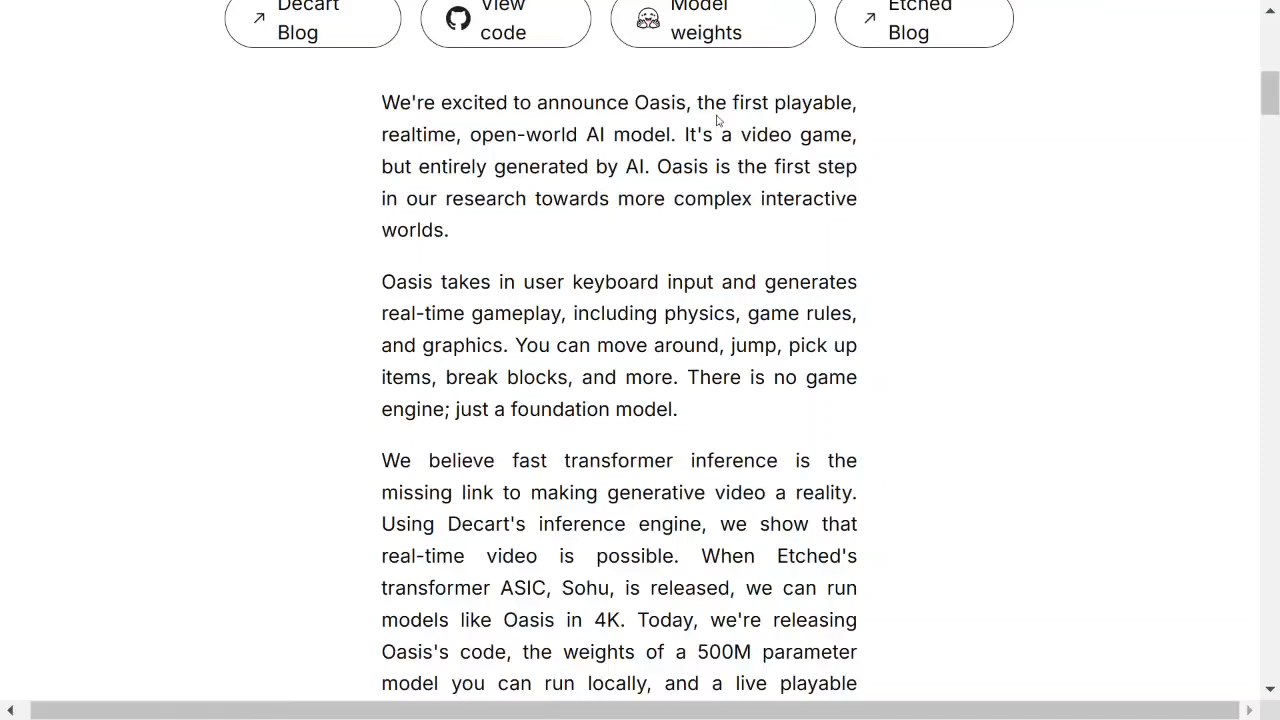 Decart
Blog
View
code
Model
weights
Etched
Blog
We're excited to announce Oasis, the first playable,
realtime, open-world AI model. It's a video game,
but entirely generated by AI. Oasis is the first step
in our research towards more complex interactive
worlds.
Oasis takes in user keyboard input and generates
real-time gameplay, including physics, game rules,
and graphics. You can move around, jump, pick up
items, break blocks, and more. There is no game
engine; just a foundation model.
We believe fast transformer inference is the
missing link to making generative video a reality.
Using Decart's inference engine, we show that
real-time video is possible. When Etched's
transformer ASIC, Sohu, is released, we can run
models like Oasis in 4K. Today, we're releasing
Oasis's code, the weights of a 500M parameter
model you can run locally, and a live playable